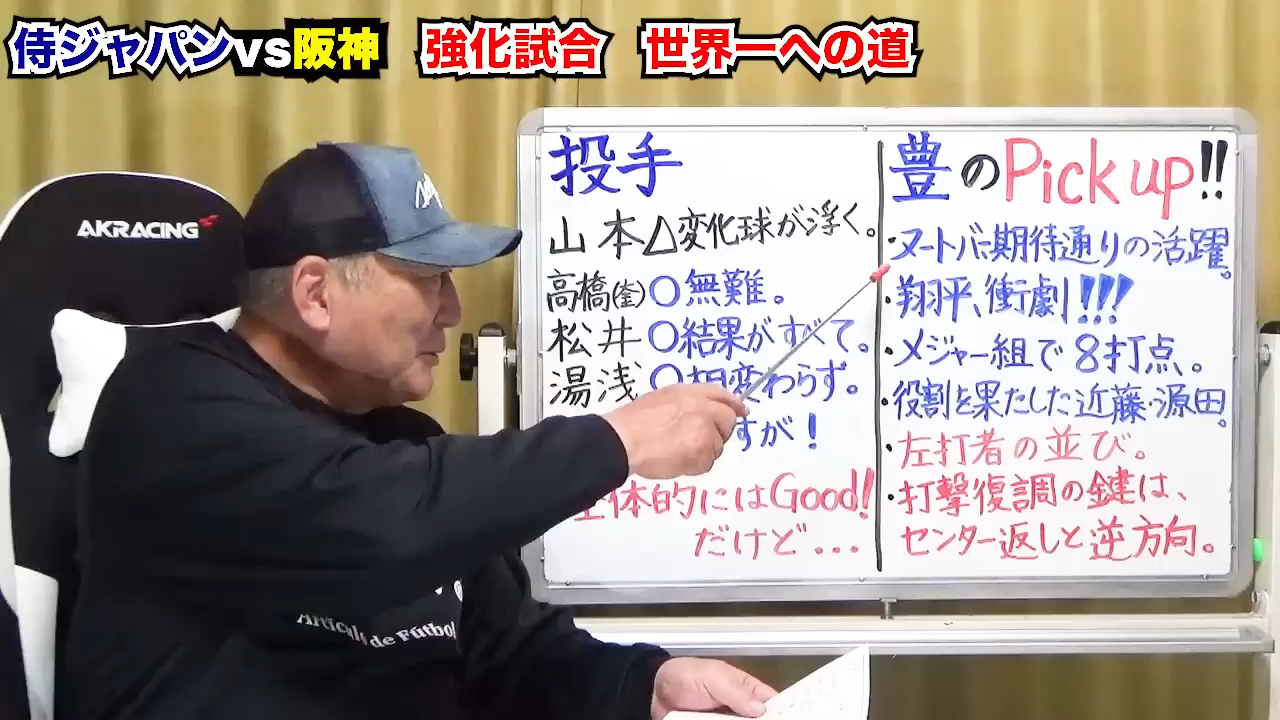 侍ジャパンvs阪神 強化試合 世界一への道
AKRACING
投手
山本△変化球が浮く。
高橋(奎)○無難。
松井○結果がすべて。
湯浅○相変わらず。
すが!
体的にはGood!
だけど...
豊のPick up!!
・ヌートバー期待通りの活躍。
・翔平、衝劇!!!
・メジャー組で8打点。
・役割を果たした近藤・源田。
・左打者の並び。
・打撃復調の鍵は、
センター返しと逆方向。
de Fútbol